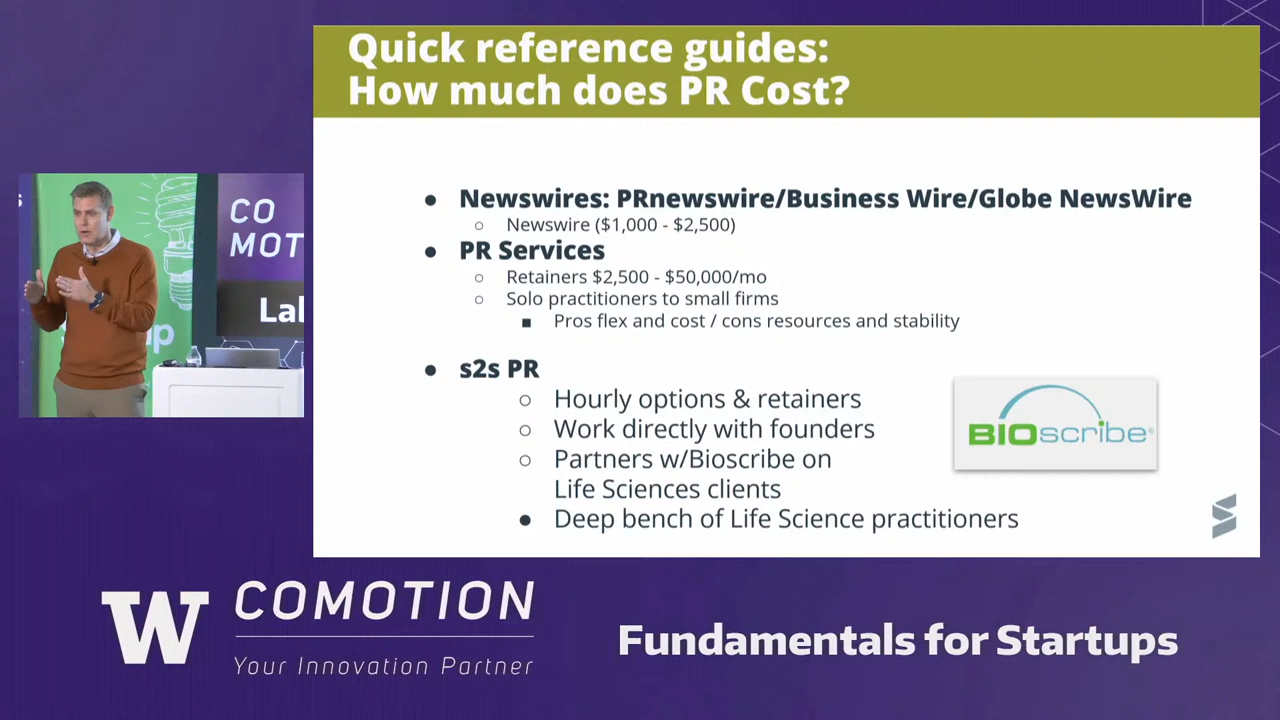 Quick reference guides:
How much does PR Cost?
● Newswires: PRnewswire/Business Wire/Globe NewsWire
○ Newswire ($1,000 - $2,500)
● PR Services
○ Retainers $2,500 - $50,000/mo
○ Solo practitioners to small firms
■ Pros flex and cost / cons resources and stability
● s2s PR
○ Hourly options & retainers
○ Work directly with founders
○ Partners w/Bioscribe on
Life Sciences clients
● Deep bench of Life Science practitioners
BIOscribe®
CO
MOT
Lal
up
W
COMOTION
Your Innovation Partner
Fundamentals for Startups